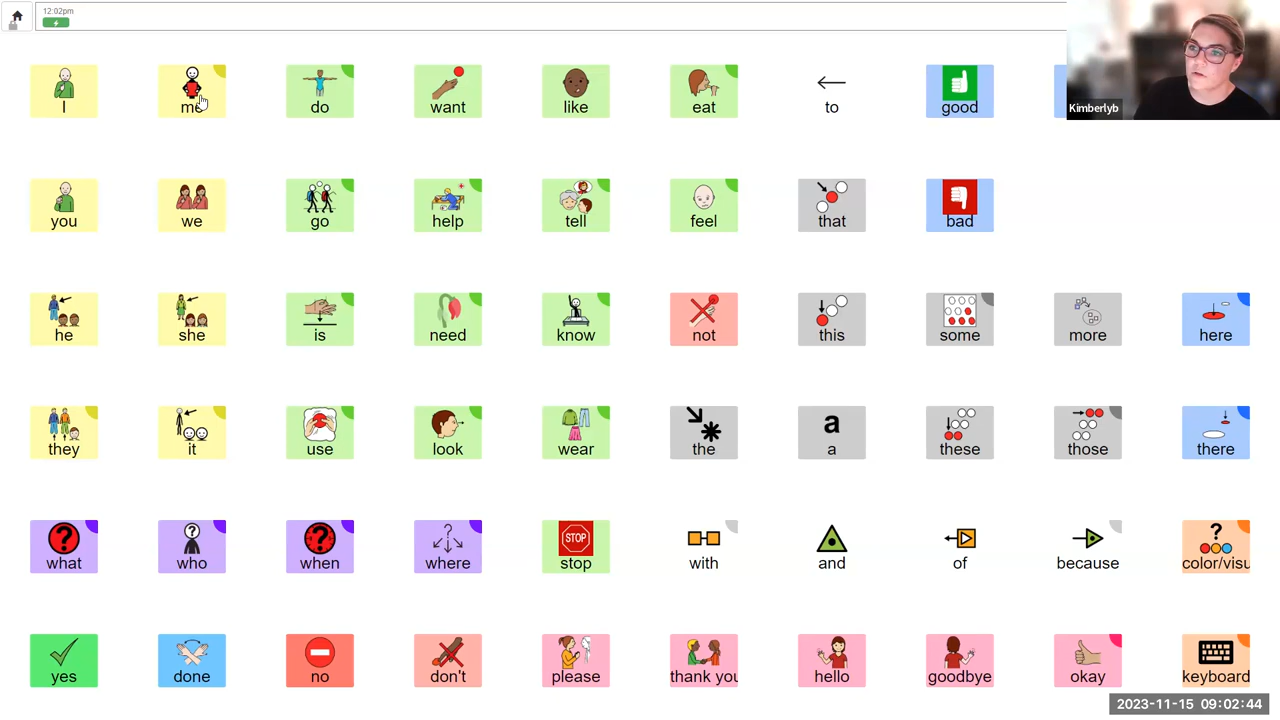 12:02pm
I
me
do
want
like
eat
to
good
Kimberlyb
you
we
go
help
tell
feel
that
bad
he
she
is
need
know
not
this
some
more
here
they
it
use
look
wear
the
a
a
these
those
there
what
who
when
where
STOP
stop
with
and
of
because
color/visu
yes
done
no
don't
please
thank you
hello
goodbye
okay
keyboard
2023-11-15 09:02:44